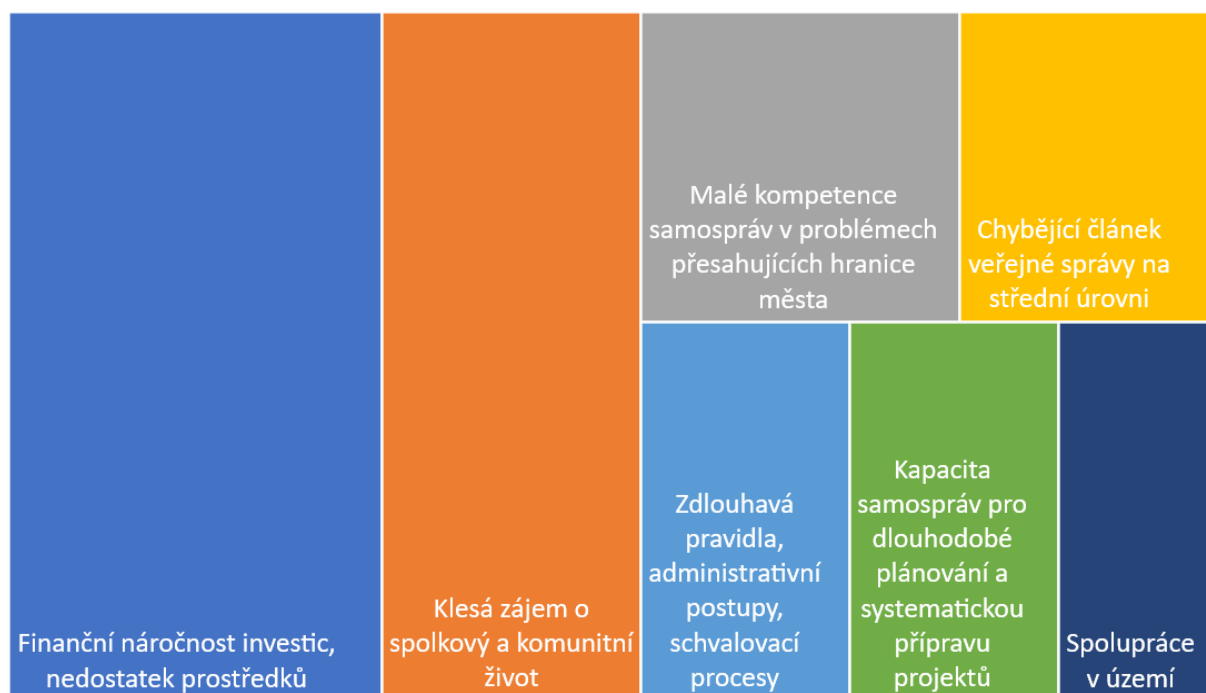 Finanční náročnost investic,
nedostatek prostředků
Klesá zájem o
spolkový a komunitní
život
Malé kompetence
samospráv v problémech
přesahujících hranice
města
Chybějící článek
veřejné správy na
střední úrovni
Zdlouhavá
pravidla,
administrativní
postupy,
schvalovací
procesy
Kapacita
samospráv pro
dlouhodobé
plánování a
systematickou
přípravu
projektů
Spolupráce
v území